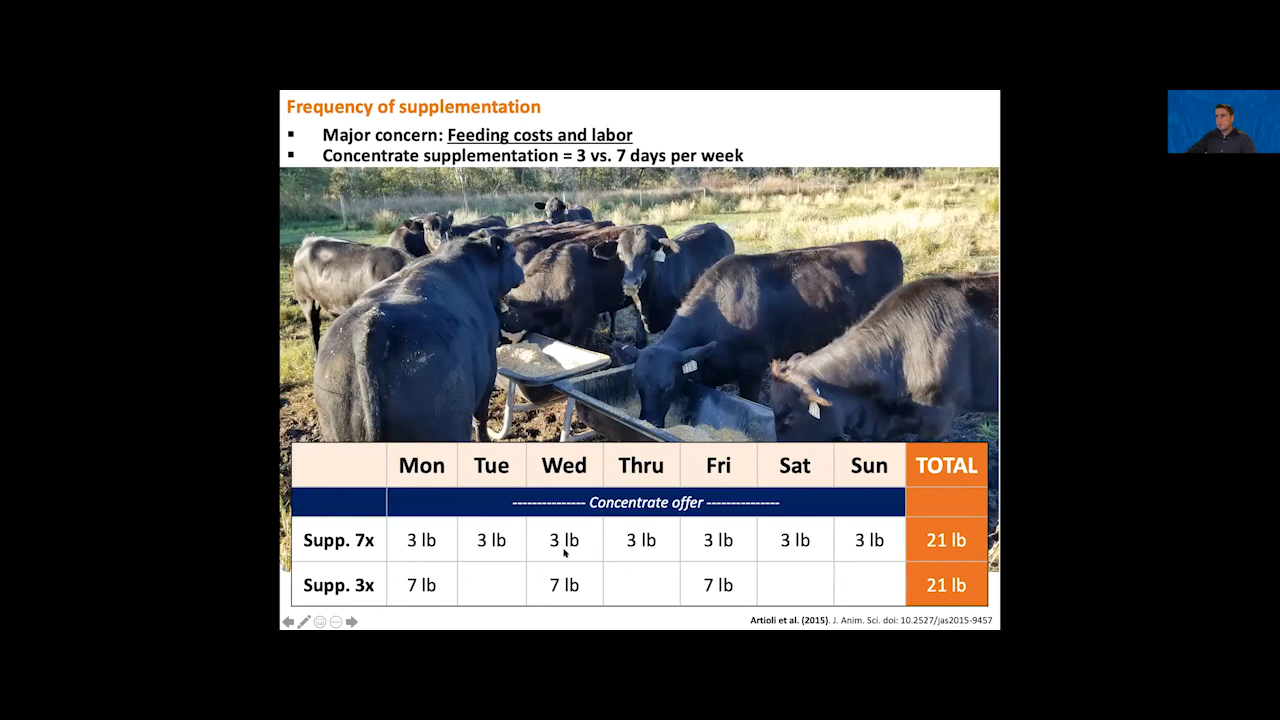 Frequency of supplementation
▪ Major concern: Feeding costs and labor
▪ Concentrate supplementation = 3 vs. 7 days per week
Mon Tue Wed Thru Fri Sat Sun TOTAL
--------------- Concentrate offer ---------------
Supp. 7x 3 lb 3 lb 3 lb 3 lb 3 lb 3 lb 3 lb 21 lb
Supp. 3x 7 lb 7 lb 7 lb 21 lb
Artioli et al. (2015). J. Anim. Sci. doi: 10.2527/jas2015-9457